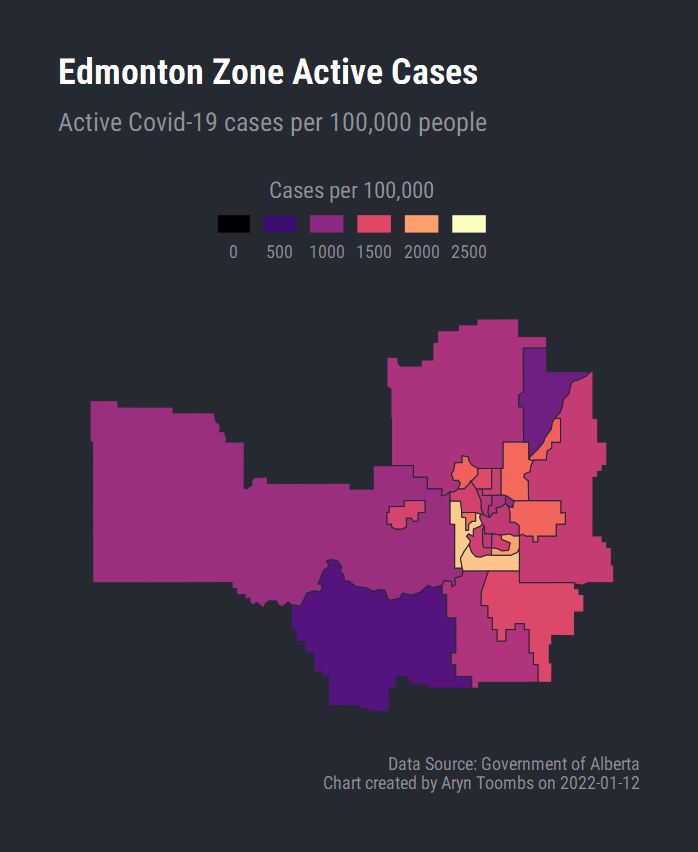 Edmonton Zone Active Cases
Active Covid-19 cases per 100,000 people
Cases per 100,000
0 500 1000 1500 2000 2500
Data Source: Government of Alberta
Chart created by Aryn Toombs on 2022-01-12